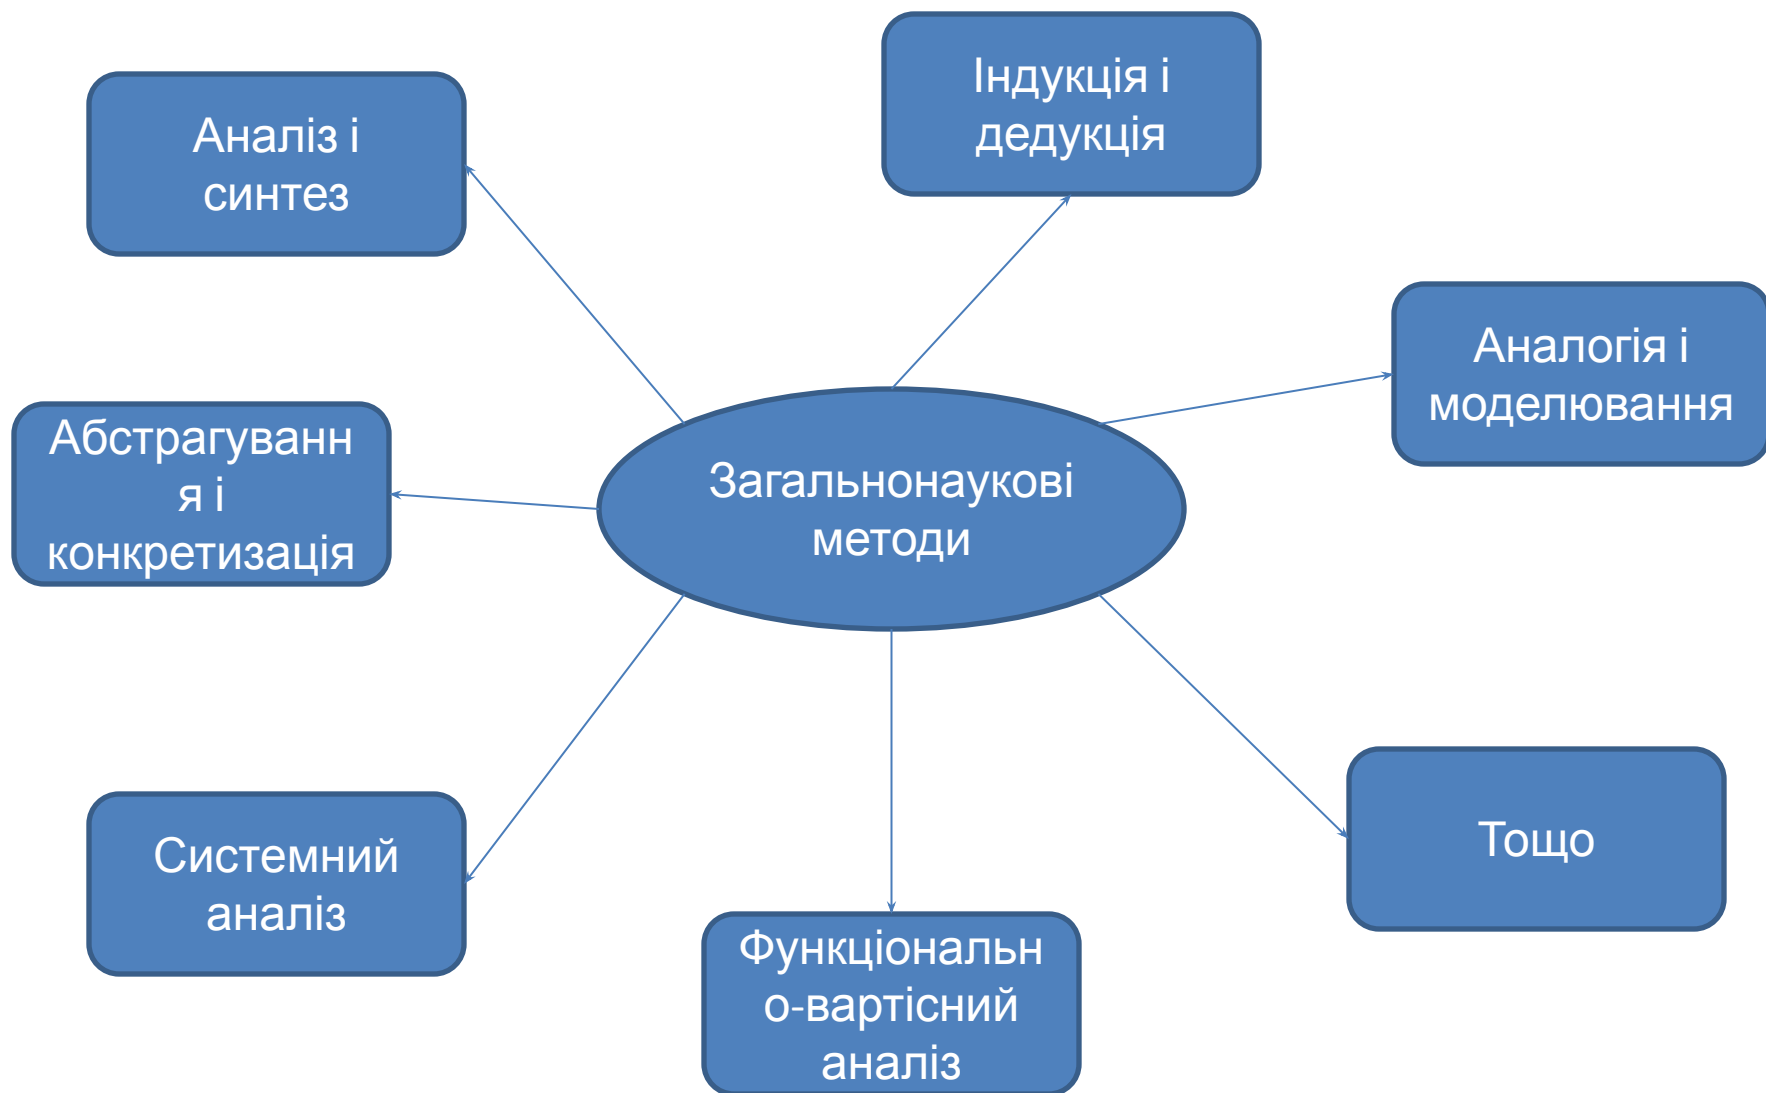 Індукція і
дедукція
Аналіз і
синтез
Аналогія і
моделювання
Абстрагуванн
я і
конкретизація
Загальнонаукові
методи
Системний
аналіз
Тощо
Функціональн
о-вартісний
аналіз